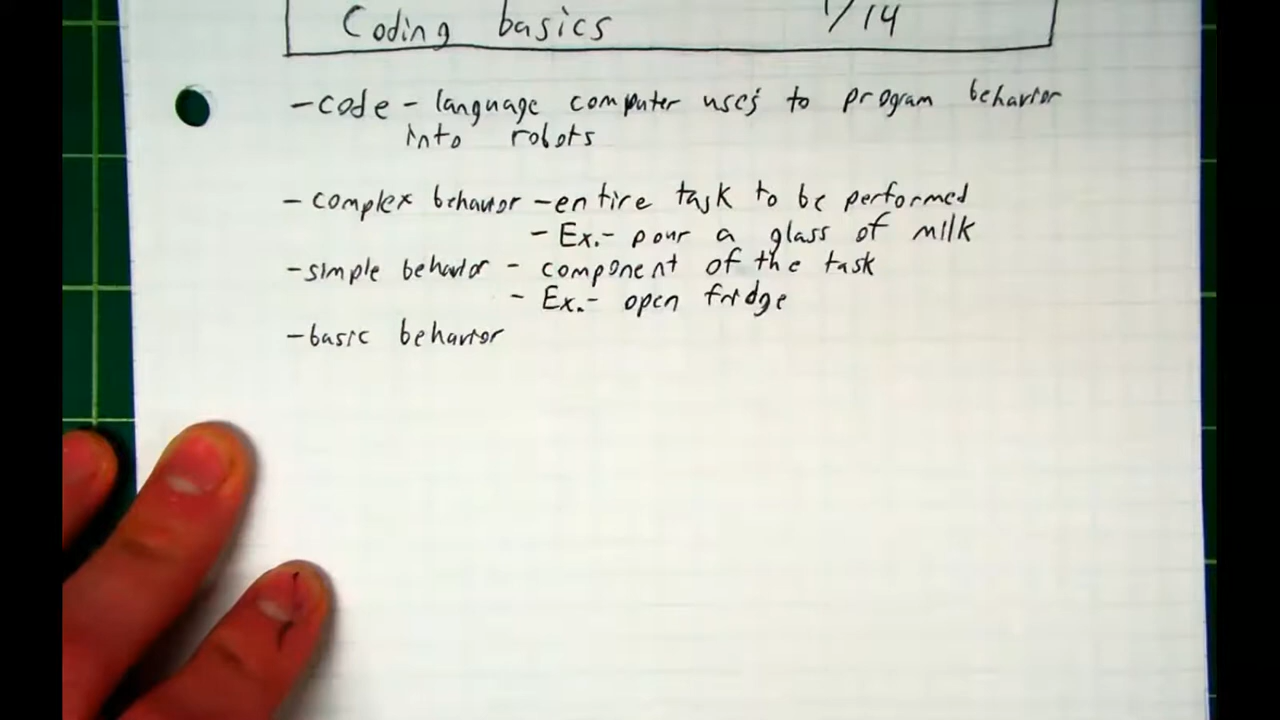 Coding basics 1/14
-code - language computer uses to program behavior
into robots
-complex behavior -entire task to be performed
- Ex.- pour a glass of milk
-simple behavior - component of the task
- Ex.- open fridge
-basic behavior